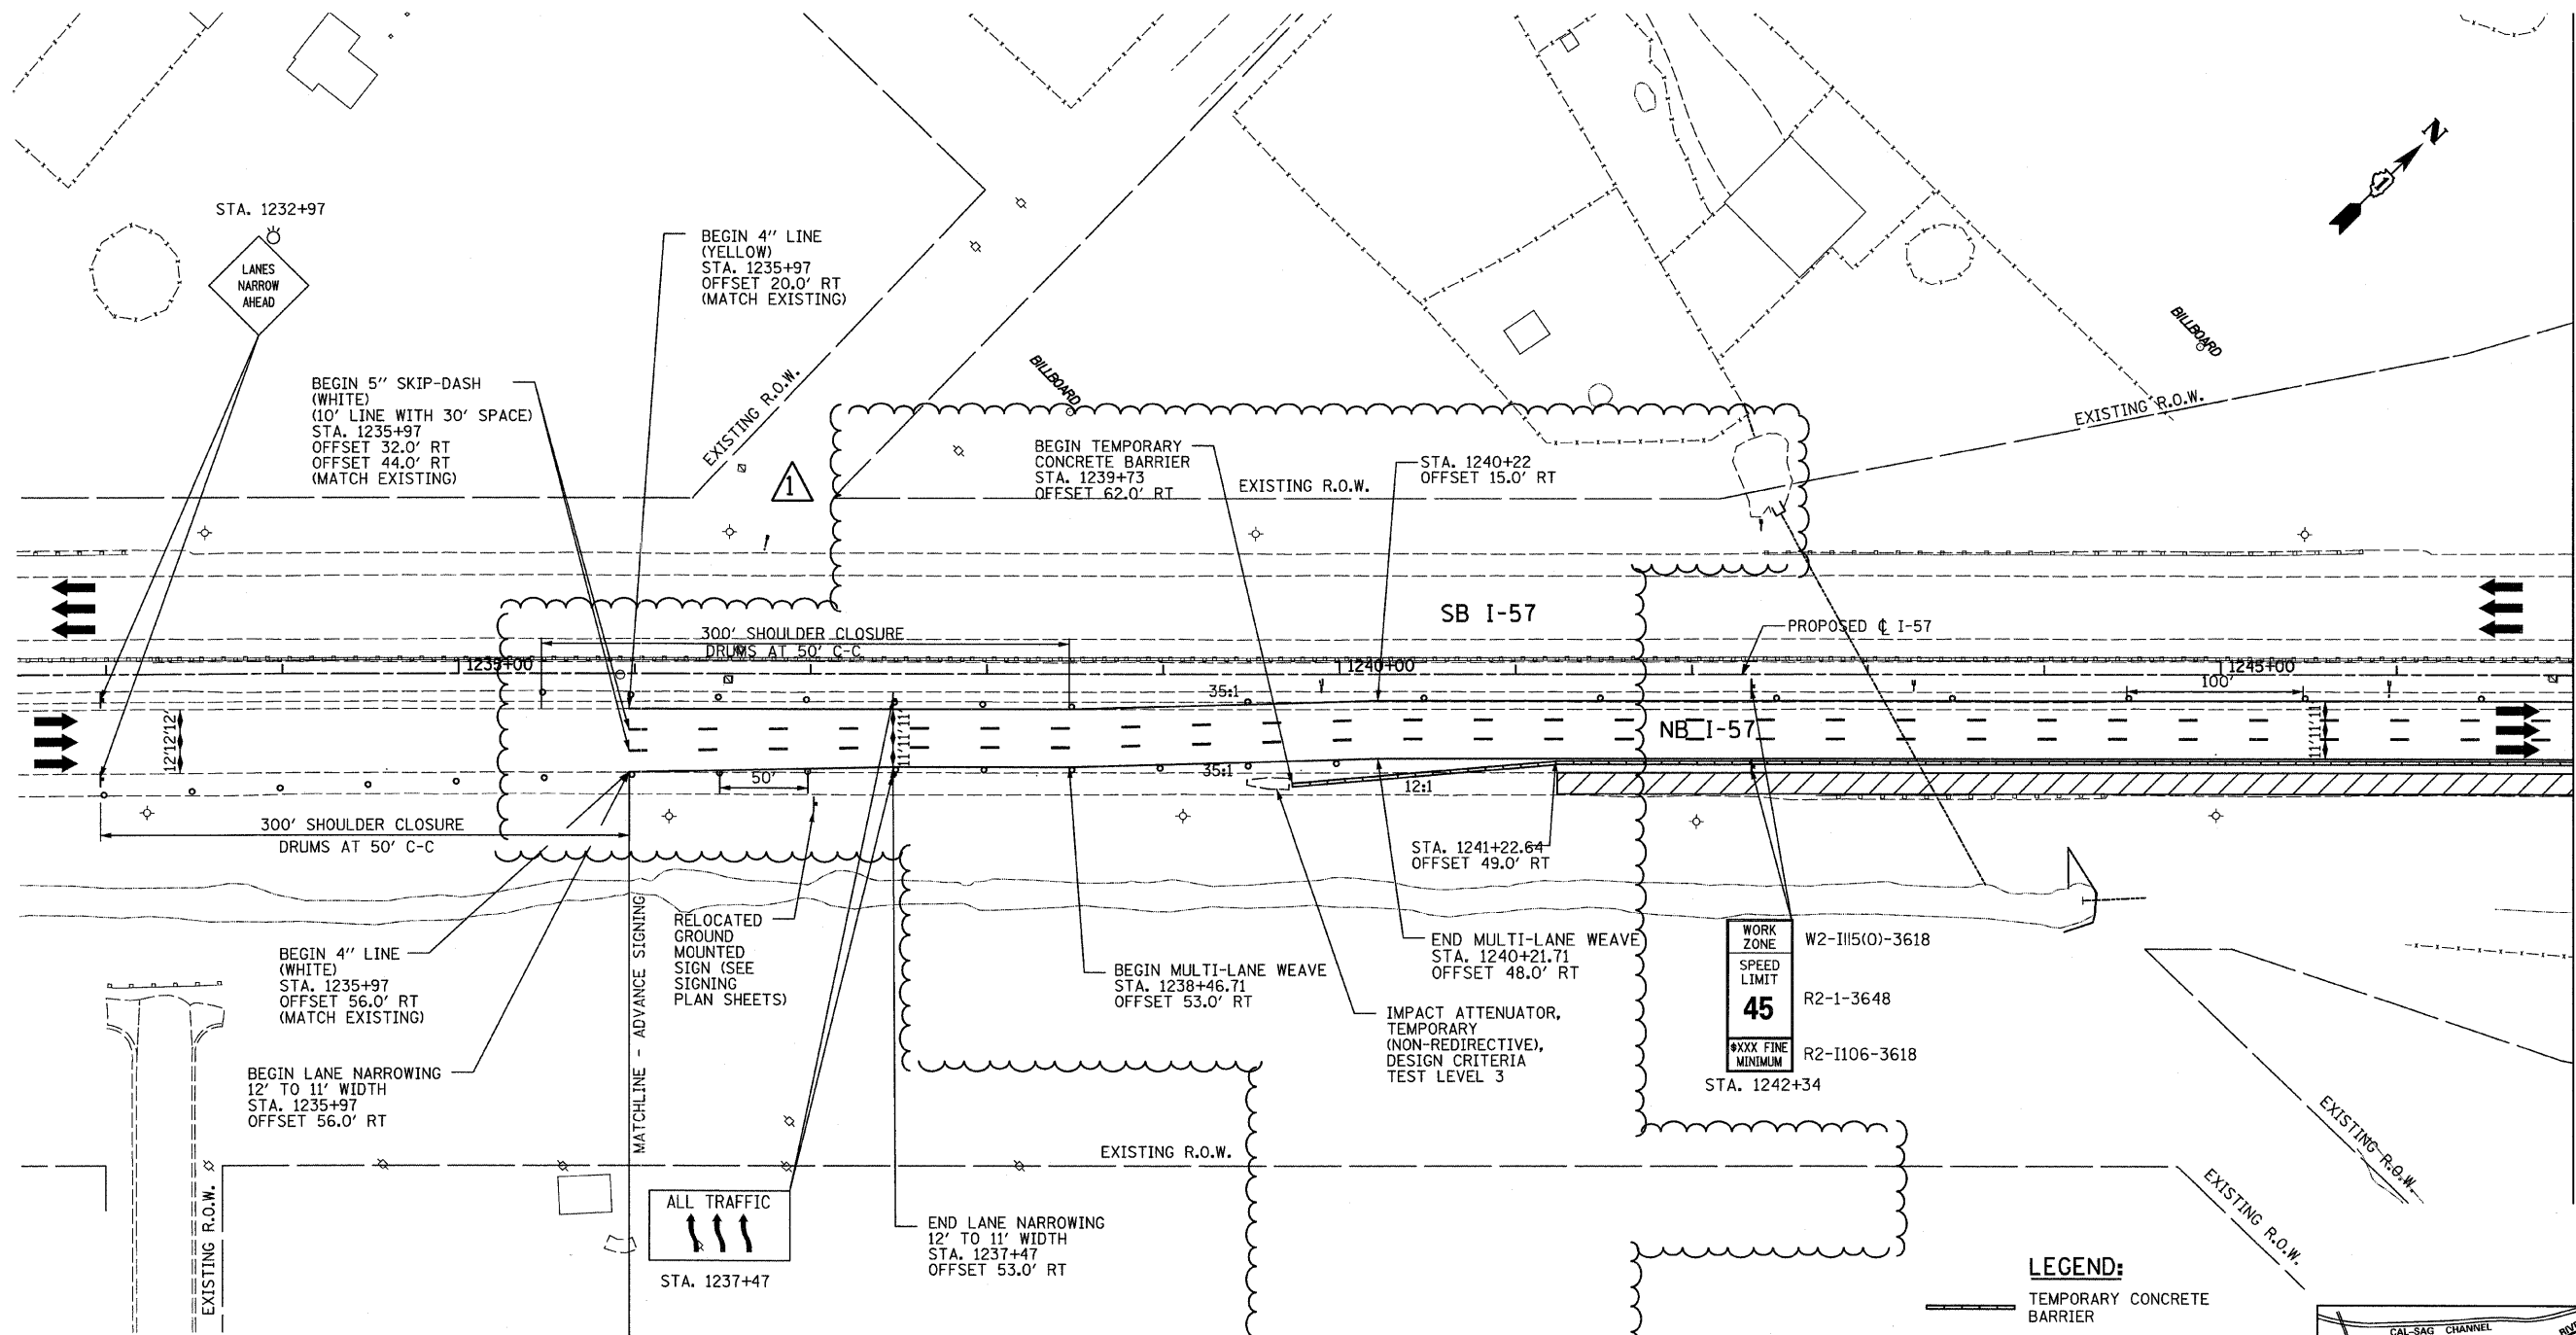 N
1
STA. 1232+97
LANES
NARROW
AHEAD
BEGIN 4" LINE
(YELLOW)
STA. 1235+97
OFFSET 20.0' RT
(MATCH EXISTING)
BEGIN 5" SKIP-DASH
(WHITE)
(10' LINE WITH 30' SPACE)
STA. 1235+97
OFFSET 32.0' RT
OFFSET 44.0' RT
(MATCH EXISTING)
EXISTING R.O.W.
1
BILLBOARD
BILLBOARD
EXISTING R.O.W.
BEGIN TEMPORARY
CONCRETE BARRIER
STA. 1239+73
OFFSET 62.0' RT
EXISTING R.O.W.
STA. 1240+22
OFFSET 15.0' RT
SB I-57
PROPOSED ℄ I-57
300' SHOULDER CLOSURE
DRUMS AT 50' C-C
1235+00
1240+00
1245+00
100'
35:1
12'12'12'
11'11'11'
NB I-57
11'11'11'
50'
35:1
12:1
300' SHOULDER CLOSURE
DRUMS AT 50' C-C
STA. 1241+22.64
OFFSET 49.0' RT
BEGIN 4" LINE
(WHITE)
STA. 1235+97
OFFSET 56.0' RT
(MATCH EXISTING)
BEGIN LANE NARROWING
12' TO 11' WIDTH
STA. 1235+97
OFFSET 56.0' RT
MATCHLINE - ADVANCE SIGNING
RELOCATED
GROUND
MOUNTED
SIGN (SEE
SIGNING
PLAN SHEETS)
BEGIN MULTI-LANE WEAVE
STA. 1238+46.71
OFFSET 53.0' RT
END MULTI-LANE WEAVE
STA. 1240+21.71
OFFSET 48.0' RT
IMPACT ATTENUATOR,
TEMPORARY
(NON-REDIRECTIVE),
DESIGN CRITERIA
TEST LEVEL 3
WORK
ZONE
SPEED
LIMIT
45
$XXX FINE
MINIMUM
W2-I115(O)-3618
R2-1-3648
R2-I106-3618
STA. 1242+34
EXISTING R.O.W.
EXISTING R.O.W.
EXISTING R.O.W.
EXISTING R.O.W.
ALL TRAFFIC
STA. 1237+47
END LANE NARROWING
12' TO 11' WIDTH
STA. 1237+47
OFFSET 53.0' RT
LEGEND:
TEMPORARY CONCRETE
BARRIER
CAL-SAG CHANNEL